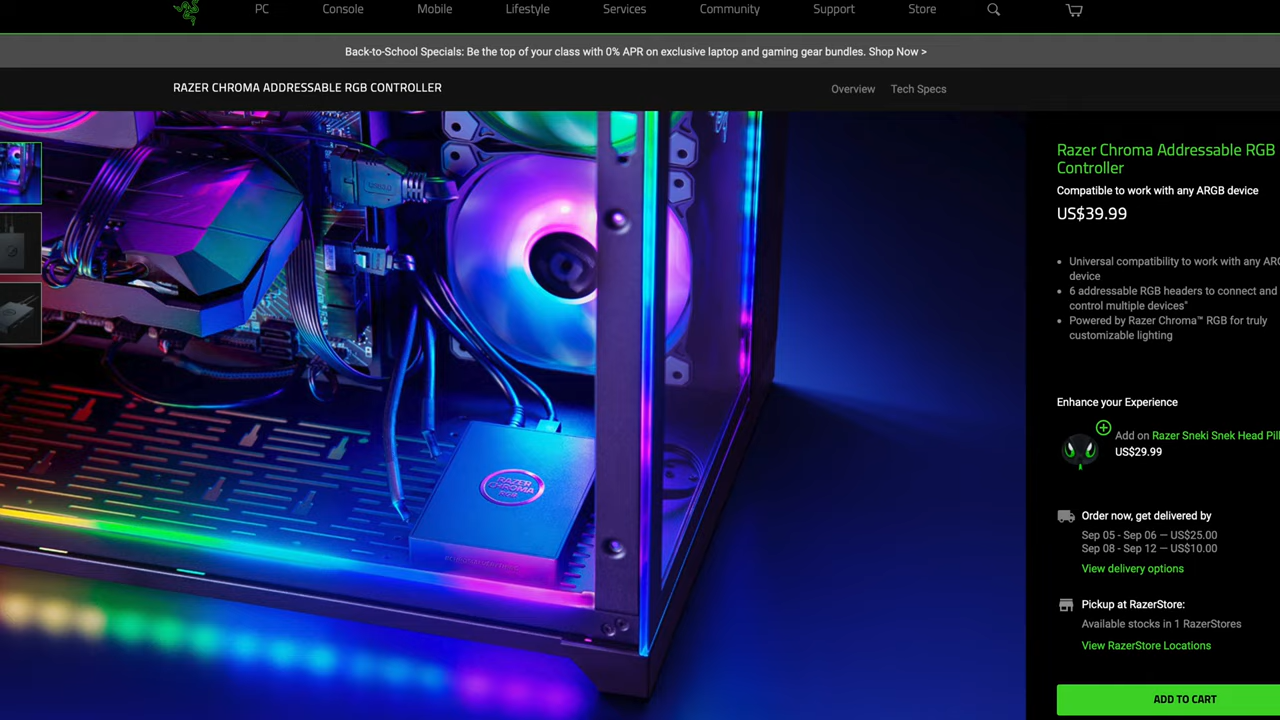 PC Console Mobile Lifestyle Services Community Support Store
Back-to-School Specials: Be the top of your class with 0% APR on exclusive laptop and gaming gear bundles. Shop Now >
RAZER CHROMA ADDRESSABLE RGB CONTROLLER
Overview Tech Specs
Razer Chroma Addressable RGB
Controller
Compatible to work with any ARGB device
US$39.99
Universal compatibility to work with any
device
6 addressable RGB headers to connect and
control multiple devices"
Powered by Razer Chroma™ RGB for truly
customizable lighting
Enhance your Experience
Add on Razer Sneki Snek Head
US$29.99
Order now, get delivered by
Sep 05 - Sep 06 — US$25.00
Sep 08 - Sep 12 — US$10.00
View delivery options
Pickup at RazerStore:
Available stocks in 1 RazerStores
View RazerStore Locations
ADD TO CART
RAZER
CHROMA
RGB